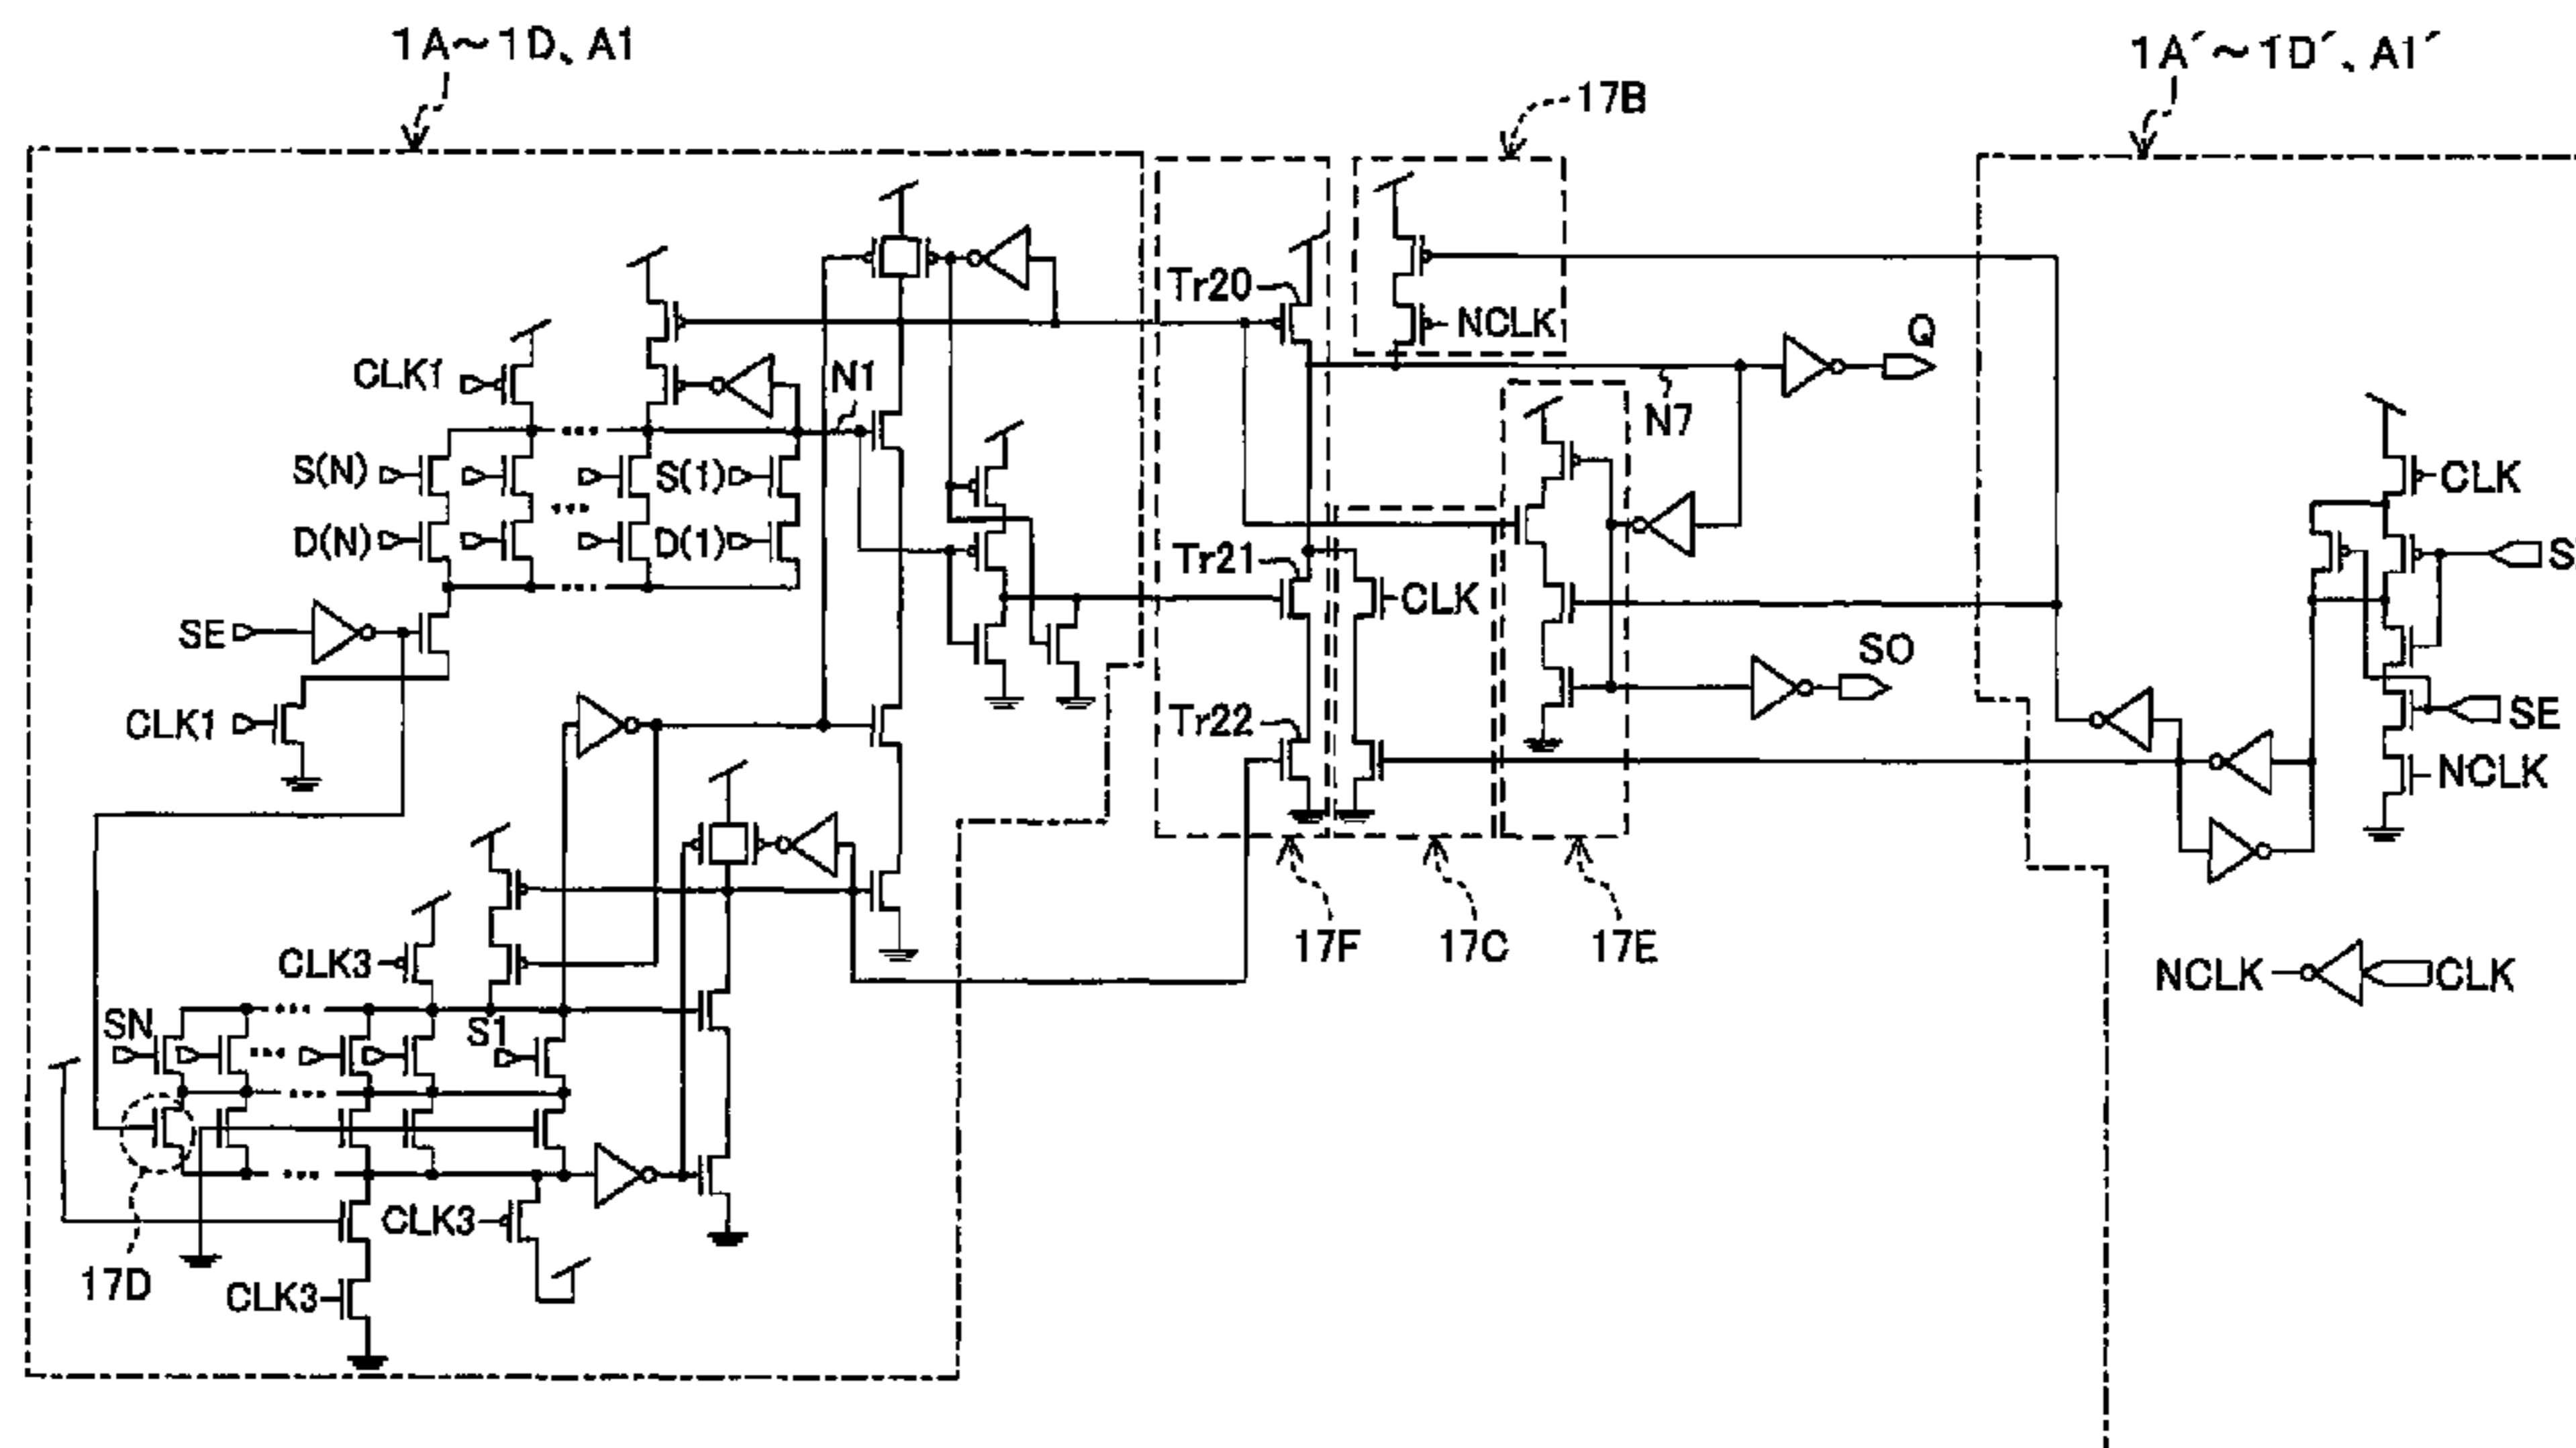 1A～1D、A1
1A´～1D´、A1´
17B
Tr20
NCLK
Q
CLK1
N1
N7
S(N)
S(1)
CLK
D(N)
D(1)
Tr21
CLK
S
SE
SO
Tr22
SE
CLK1
NCLK
17F
17C
17E
CLK3
NCLK
CLK
SN
S1
17D
CLK3
CLK3